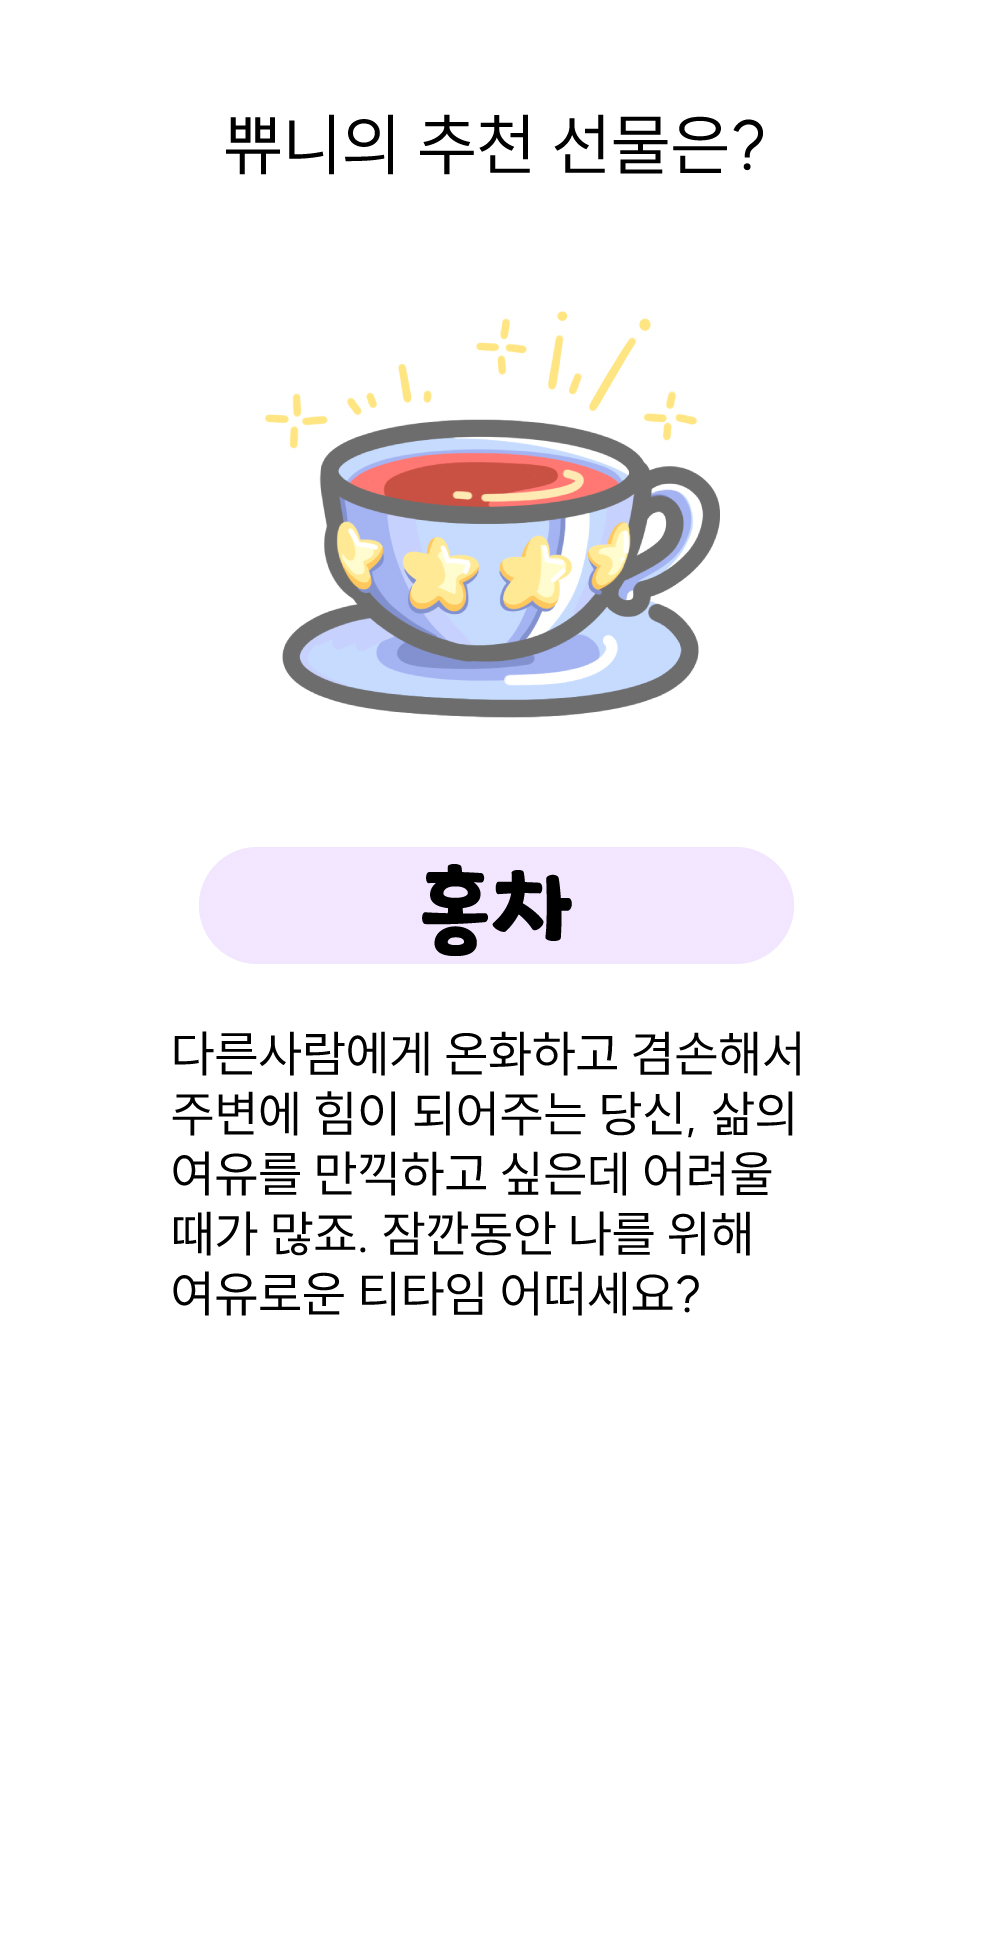 쀼니의 추천 선물은?
홍차
다른사람에게 온화하고 겸손해서
주변에 힘이 되어주는 당신, 삶의
여유를 만끽하고 싶은데 어려울
때가 많죠. 잠깐동안 나를 위해
여유로운 티타임 어떠세요?